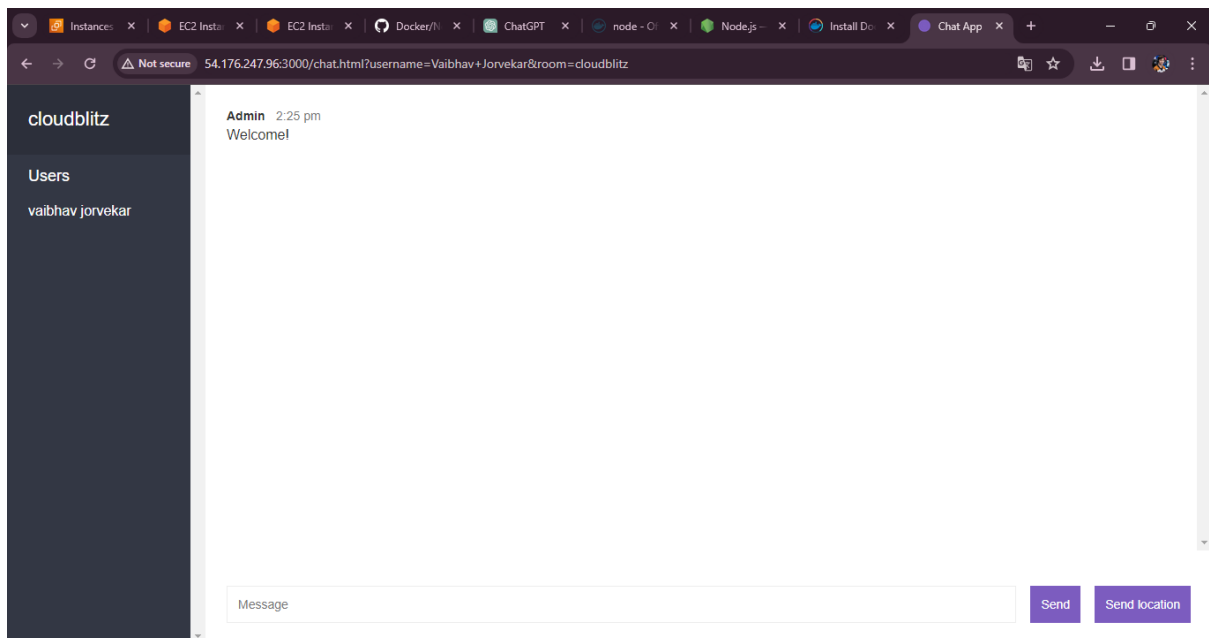 Instances
EC2 Insta
EC2 Insta
Docker/N
ChatGPT
node - Of
Node.js –
Install Do
Chat App
Not secure 54.176.247.96:3000/chat.html?username=Vaibhav+Jorvekar&room=cloudblitz
cloudblitz
Users
vaibhav jorvekar
Admin 2:25 pm
Welcome!
Message
Send
Send location